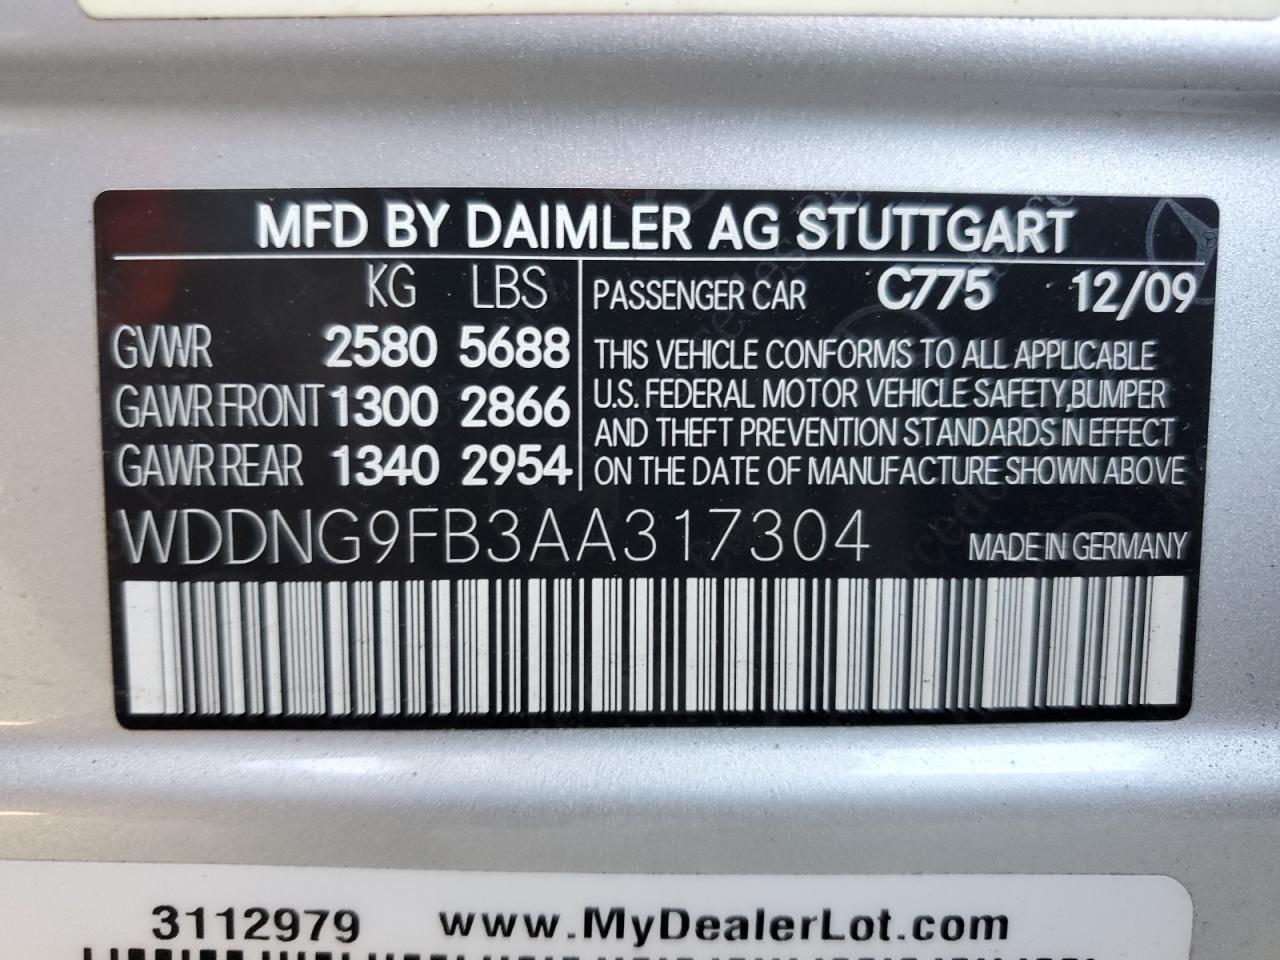 MFD BY DAIMLER AG STUTTGART
KG LBS
GVWR 2580 5688
GAWR FRONT 1300 2866
GAWR REAR 1340 2954
PASSENGER CAR C775 12/09
THIS VEHICLE CONFORMS TO ALL APPLICABLE
U.S. FEDERAL MOTOR VEHICLE SAFETY,BUMPER
AND THEFT PREVENTION STANDARDS IN EFFECT
ON THE DATE OF MANUFACTURE SHOWN ABOVE
WDDNG9FB3AA317304 MADE IN GERMANY
3112979 www.MyDealerLot.com